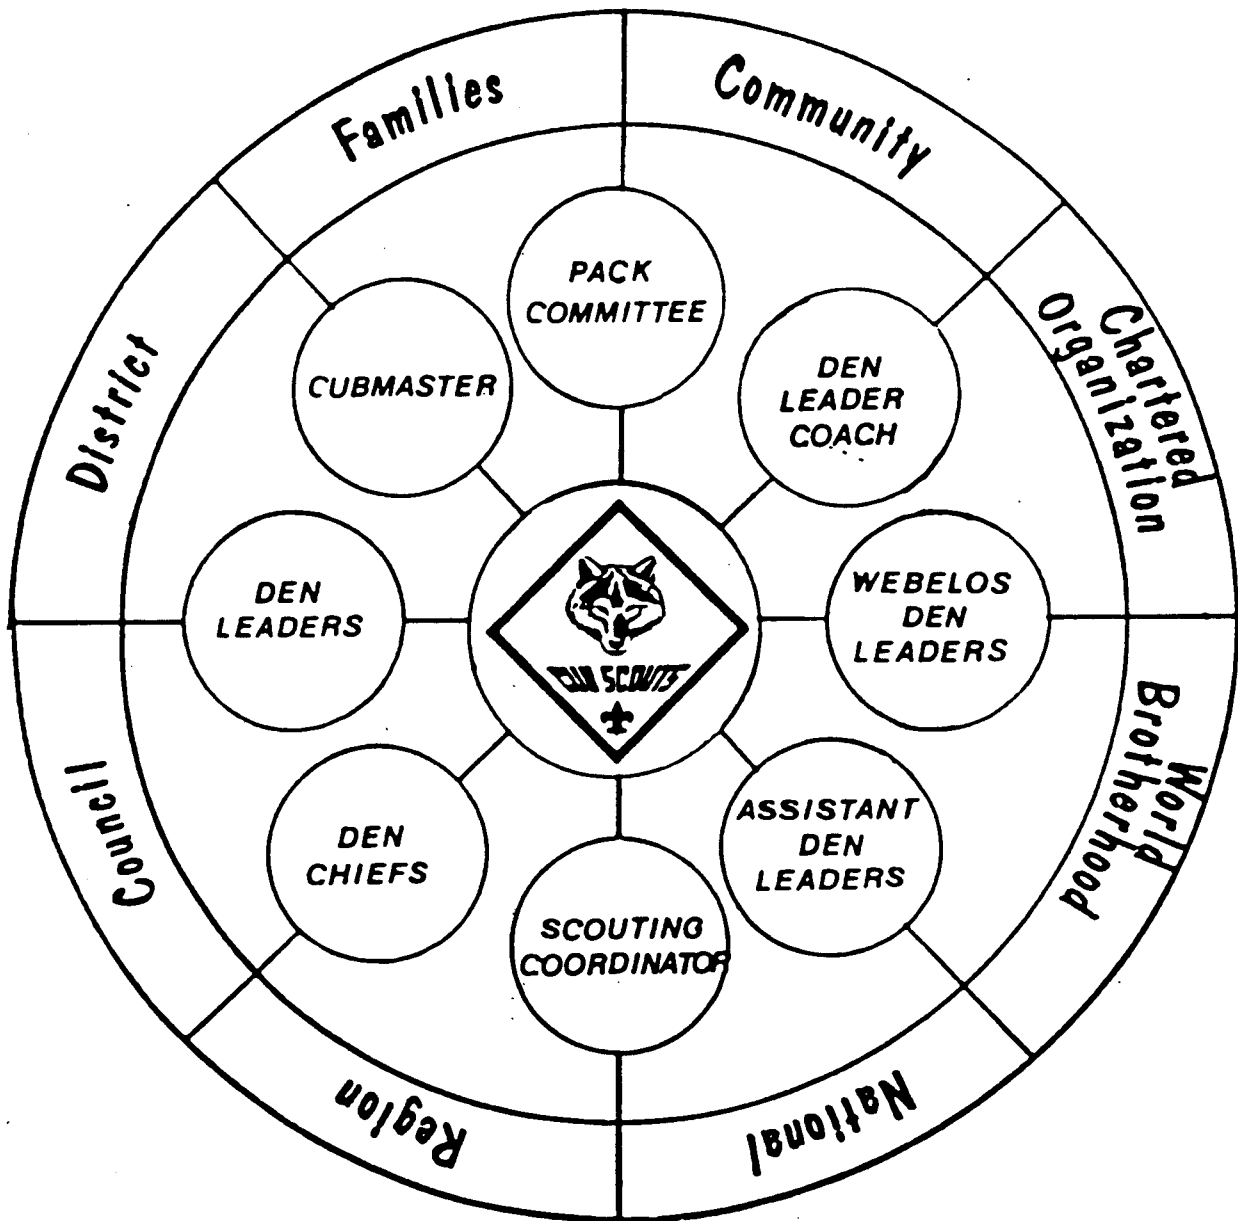 Families
Community
Chartered
Organization
World
Brotherhood
National
Region
Council
District
PACK
COMMITTEE
DEN
LEADER
COACH
WEBELOS
DEN
LEADERS
ASSISTANT
DEN
LEADERS
SCOUTING
COORDINATOR
DEN
CHIEFS
DEN
LEADERS
CUBMASTER
CUB SCOUTS